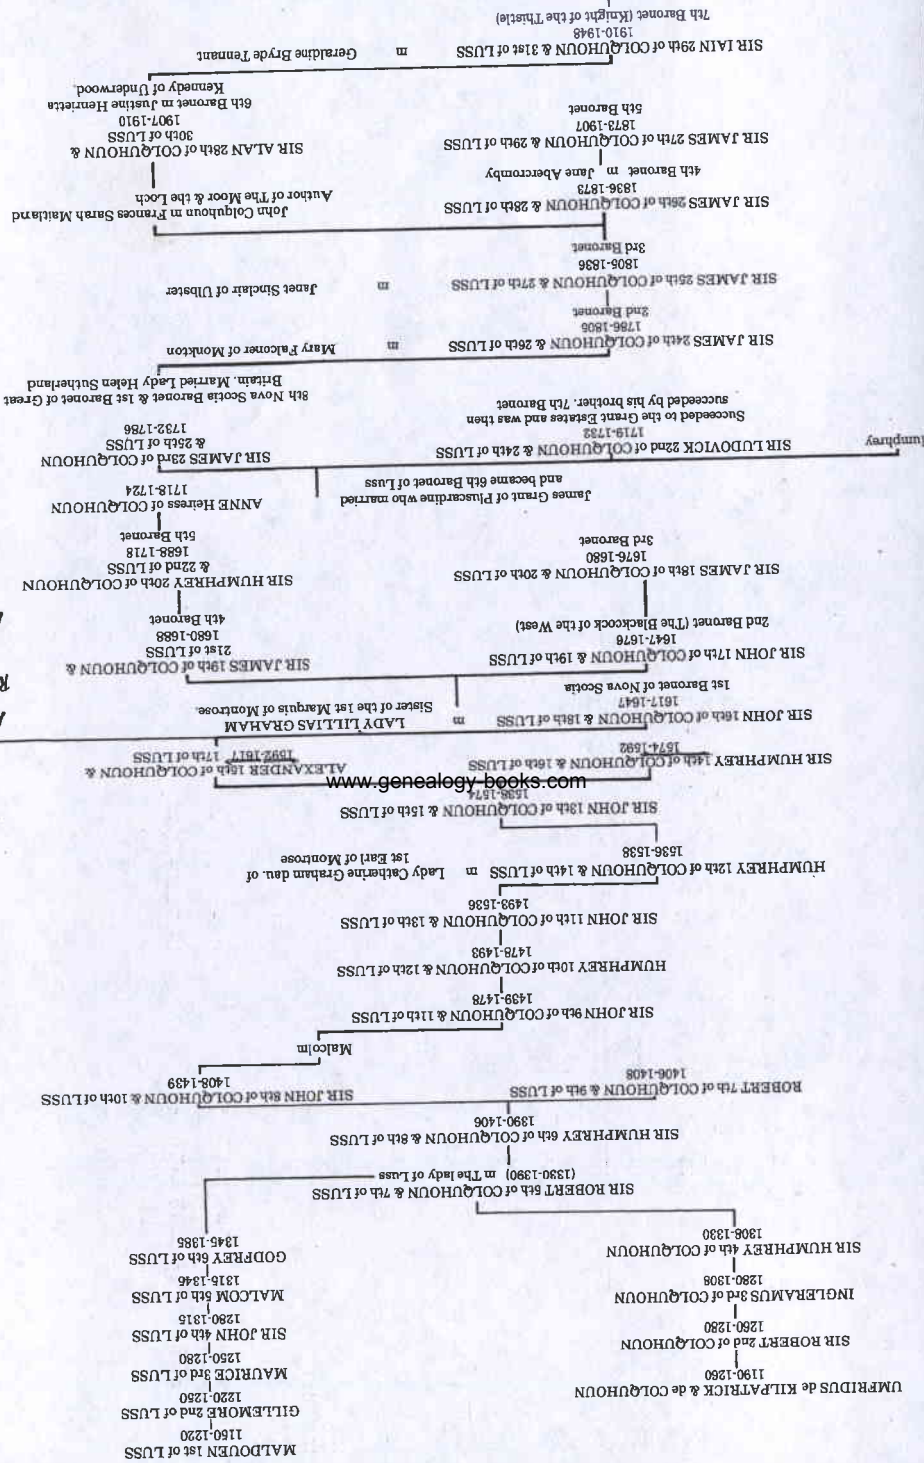 UMFRIDUS de KILPATRICK & de COLQUHOUN
1190-1260
SIR ROBERT 2nd of COLQUHOUN
1260-1280
INGLERAMUS 3rd of COLQUHOUN
1280-1308
SIR HUMPHREY 4th of COLQUHOUN
1308-1330
MALDOUEN 1st of LUSS
1150-1220
GILLEMORE 2nd of LUSS
1220-1250
MAURICE 3rd of LUSS
1250-1280
SIR JOHN 4th of LUSS
1280-1315
MALCOM 5th of LUSS
1315-1345
GODFREY 6th of LUSS
1345-1385
SIR ROBERT 5th of COLQUHOUN & 7th of LUSS
(1330-1390) m The lady of Luss
SIR HUMPHREY 6th of COLQUHOUN & 8th of LUSS
1390-1406
ROBERT 7th of COLQUHOUN & 9th of LUSS
1406-1408
SIR JOHN 8th of COLQUHOUN & 10th of LUSS
1408-1439
Malcolm
SIR JOHN 9th of COLQUHOUN & 11th of LUSS
1439-1478
HUMPHREY 10th of COLQUHOUN & 12th of LUSS
1478-1493
SIR JOHN 11th of COLQUHOUN & 13th of LUSS
1493-1536
HUMPHREY 12th of COLQUHOUN & 14th of LUSS m Lady Catherine Graham dau. of
1536-1538
1st Earl of Montrose
SIR JOHN 13th of COLQUHOUN & 15th of LUSS
1538-1574
www.genealogy-books.com
SIR HUMPHREY 14th of COLQUHOUN & 16th of LUSS
1574-1592
ALEXANDER 15th of COLQUHOUN &
1592-1617 17th of LUSS
SIR JOHN 16th of COLQUHOUN & 18th of LUSS m LADY LILLIAS GRAHAM
1617-1647
1st Baronet of Nova Scotia
Sister of the 1st Marquis of Montrose.
SIR JOHN 17th of COLQUHOUN & 19th of LUSS
1647-1676
2nd Baronet (The Blackcock of the West)
SIR JAMES 19th of COLQUHOUN &
21st of LUSS
1680-1688
4th Baronet
SIR JAMES 18th of COLQUHOUN & 20th of LUSS
1676-1680
3rd Baronet
SIR HUMPHREY 20th of COLQUHOUN
& 22nd of LUSS
1688-1718
5th Baronet
ANNE Heiress of COLQUHOUN
1718-1724
James Grant of Pluscardine who married
and became 6th Baronet of Luss
Humphrey
SIR LUDOVICK 22nd of COLQUHOUN & 24th of LUSS
1719-1732
Succeeded to the Grant Estates and was then
succeeded by his brother. 7th Baronet
SIR JAMES 23rd of COLQUHOUN
& 25th of LUSS
1732-1786
8th Nova Scotia Baronet & 1st Baronet of Great
Britain. Married Lady Helen Sutherland
SIR JAMES 24th of COLQUHOUN & 26th of LUSS m Mary Falconer of Monkton
1786-1805
2nd Baronet
SIR JAMES 25th of COLQUHOUN & 27th of LUSS m Janet Sinclair of Ulbster
1805-1836
3rd Baronet
SIR JAMES 26th of COLQUHOUN & 28th of LUSS
1836-1873
4th Baronet m Jane Abercromby
John Colquhoun m Frances Sarah Maitland
Author of The Moor & the Loch
SIR JAMES 27th of COLQUHOUN & 29th of LUSS
1873-1907
5th Baronet
SIR ALAN 28th of COLQUHOUN &
30th of LUSS
1907-1910
6th Baronet m Justine Henrietta
Kennedy of Underwood.
SIR IAIN 29th of COLQUHOUN & 31st of LUSS m Geraldine Bryde Tennant
1910-1948
7th Baronet (Knight of the Thistle)